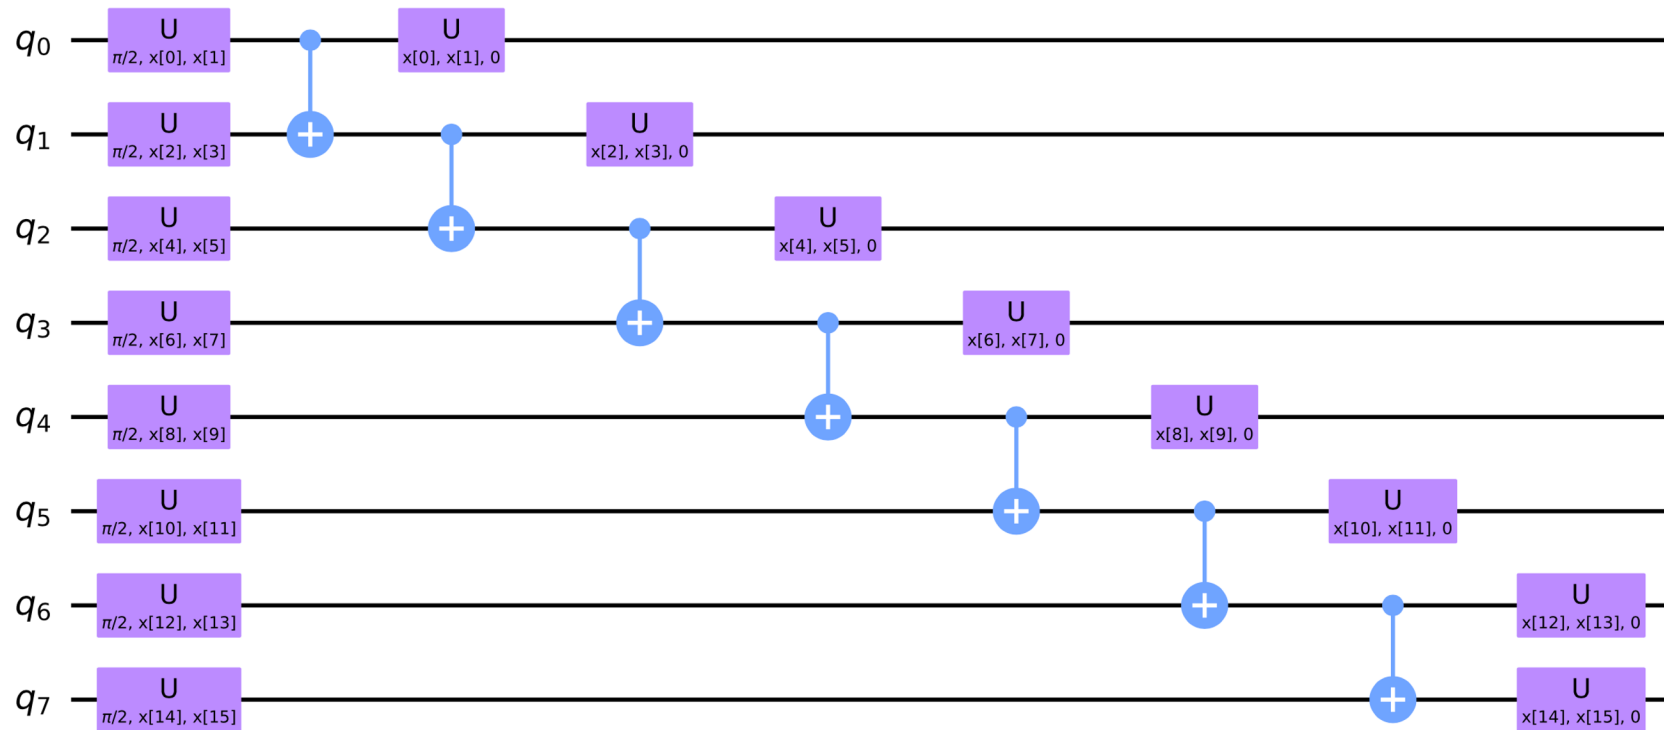 q0 U U
π/2, x[0], x[1] x[0], x[1], 0
q1 U U
π/2, x[2], x[3] x[2], x[3], 0
q2 U U
π/2, x[4], x[5] x[4], x[5], 0
q3 U U
π/2, x[6], x[7] x[6], x[7], 0
q4 U U
π/2, x[8], x[9] x[8], x[9], 0
q5 U U
π/2, x[10], x[11] x[10], x[11], 0
q6 U U
π/2, x[12], x[13] x[12], x[13], 0
q7 U U
π/2, x[14], x[15] x[14], x[15], 0